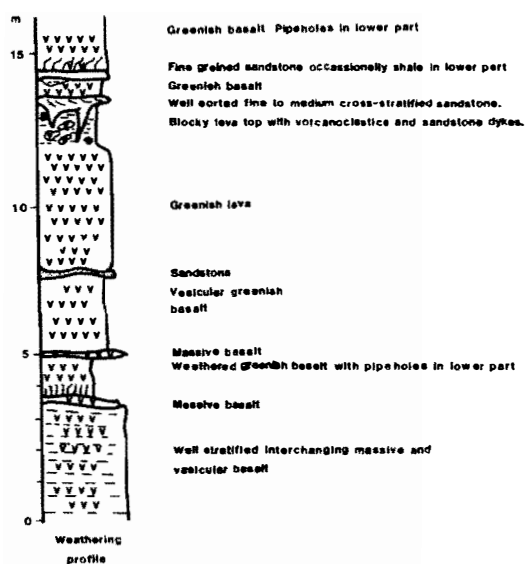 m
Greenish basalt Pipeholes in lower part
15
Fine greined sandstone occassionelly shale in lower part
Greenish basalt
Well sorted fine to medium cross-stratified sandstone.
Blocky lava top with volcanoclastics and sandstone dykes.
10
Greenish lava
Sandstone
Vesicular greenish
basalt
5
Massive basalt
Weathered greenish basalt with pipeholes in lower part
Massive basalt
Well stratified interchanging massive and
vasicular basalt
0
Weathering
profile